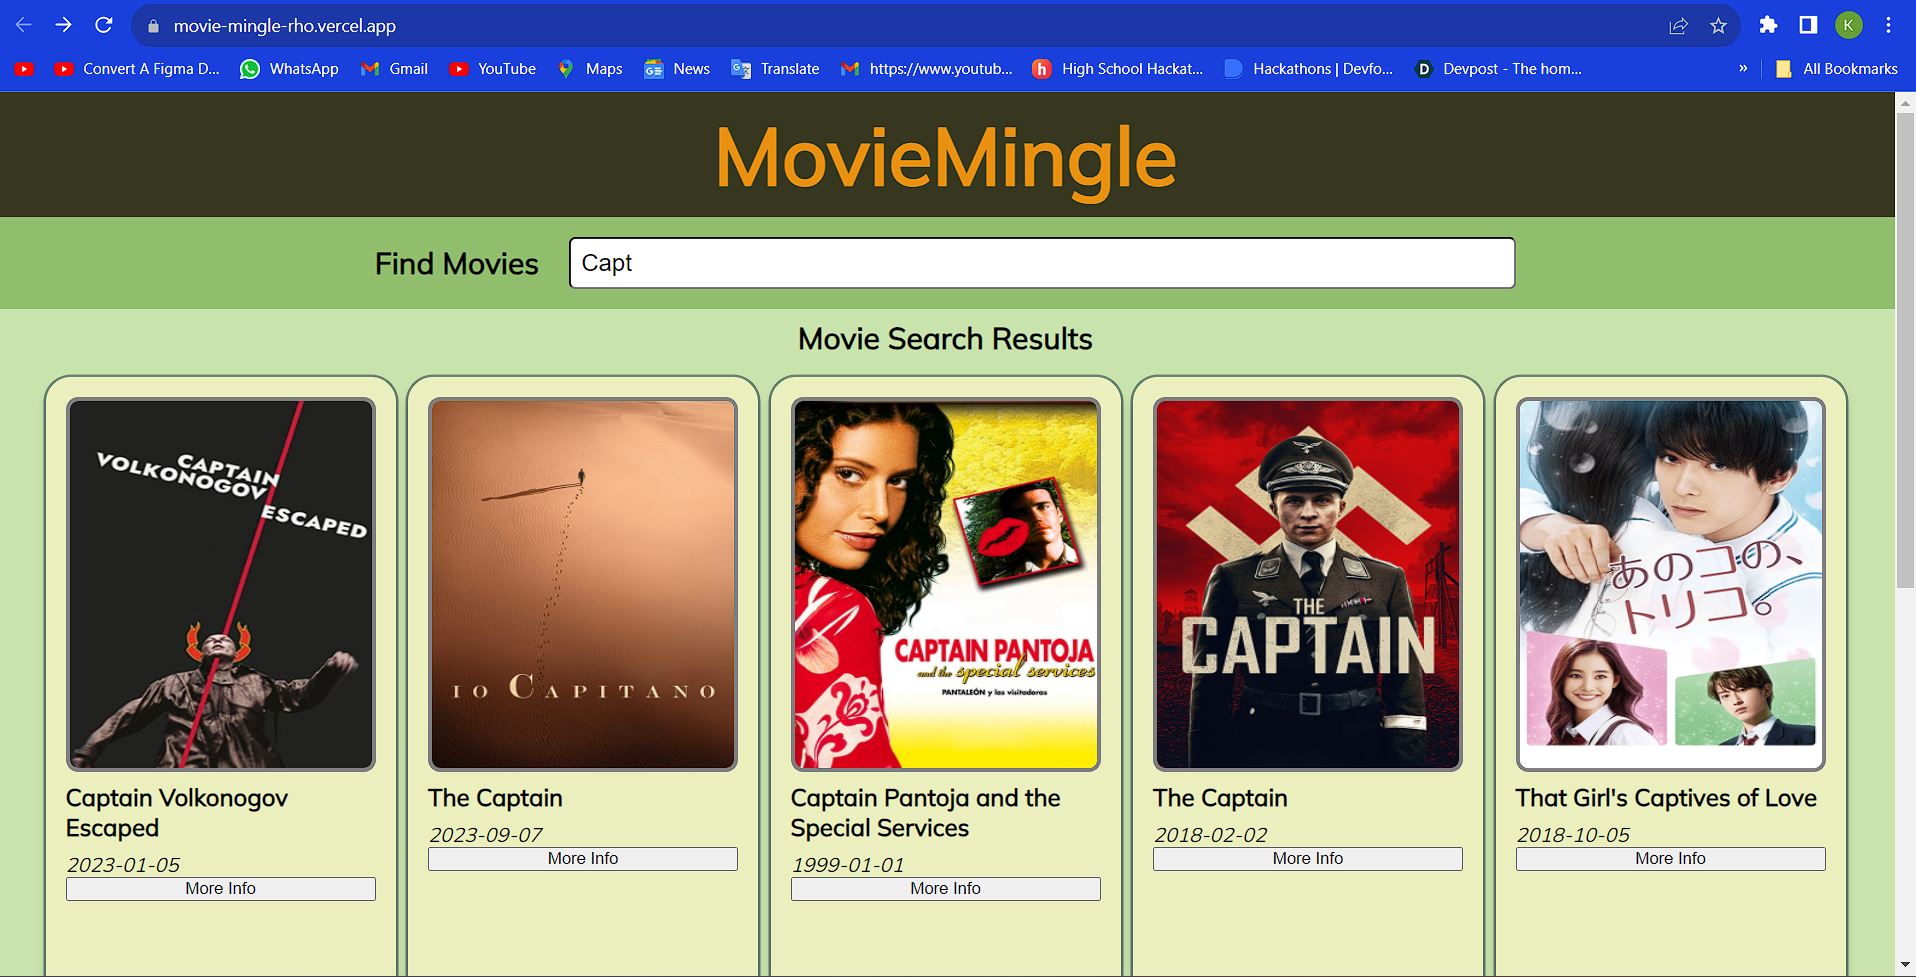 movie-mingle-rho.vercel.app
K
Convert A Figma D...
WhatsApp
Gmail
YouTube
Maps
News
Translate
https://www.youtub...
High School Hackat...
Hackathons | Devfo...
Devpost - The hom...
»
All Bookmarks
MovieMingle
Find Movies
Capt
Movie Search Results
CAPTAIN
VOLKONOGOV
ESCAPED
IO CAPITANO
CAPTAIN PANTOJA
and the special services
PANTALEÓN y las visitadoras
THE
CAPTAIN
あのコの、
トリコ。
Captain Volkonogov
Escaped
2023-01-05
More Info
The Captain
2023-09-07
More Info
Captain Pantoja and the
Special Services
1999-01-01
More Info
The Captain
2018-02-02
More Info
That Girl's Captives of Love
2018-10-05
More Info